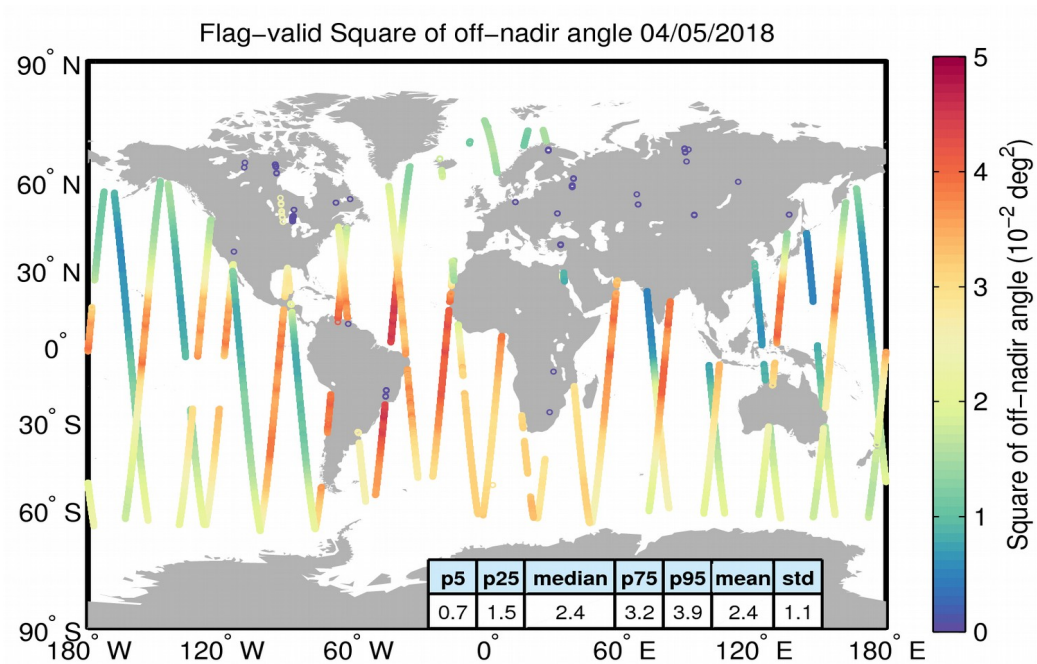 Flag−valid Square of off−nadir angle 04/05/2018
90° N
60° N
30° N
0°
30° S
60° S
90° S
180° W
120° W
60° W
0°
60° E
120° E
180° E
p5 p25 median p75 p95 mean std
0.7 1.5 2.4 3.2 3.9 2.4 1.1
5
4
3
2
1
0
Square of off−nadir angle (10⁻² deg²)